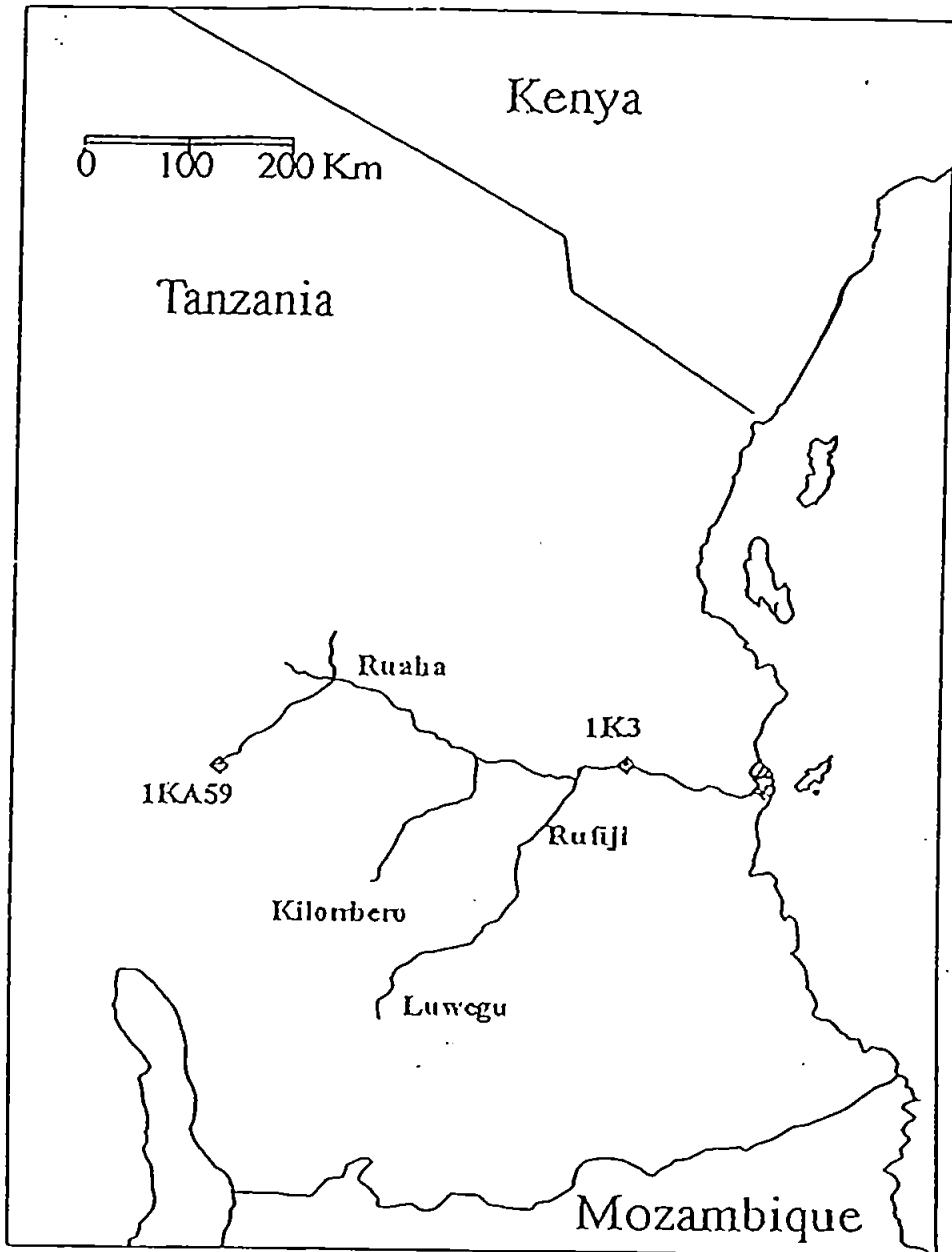 Kenya
0 100 200 Km
Tanzania
Ruaha
1K3
1KA59
Rufiji
Kilombero
Luwegu
Mozambique